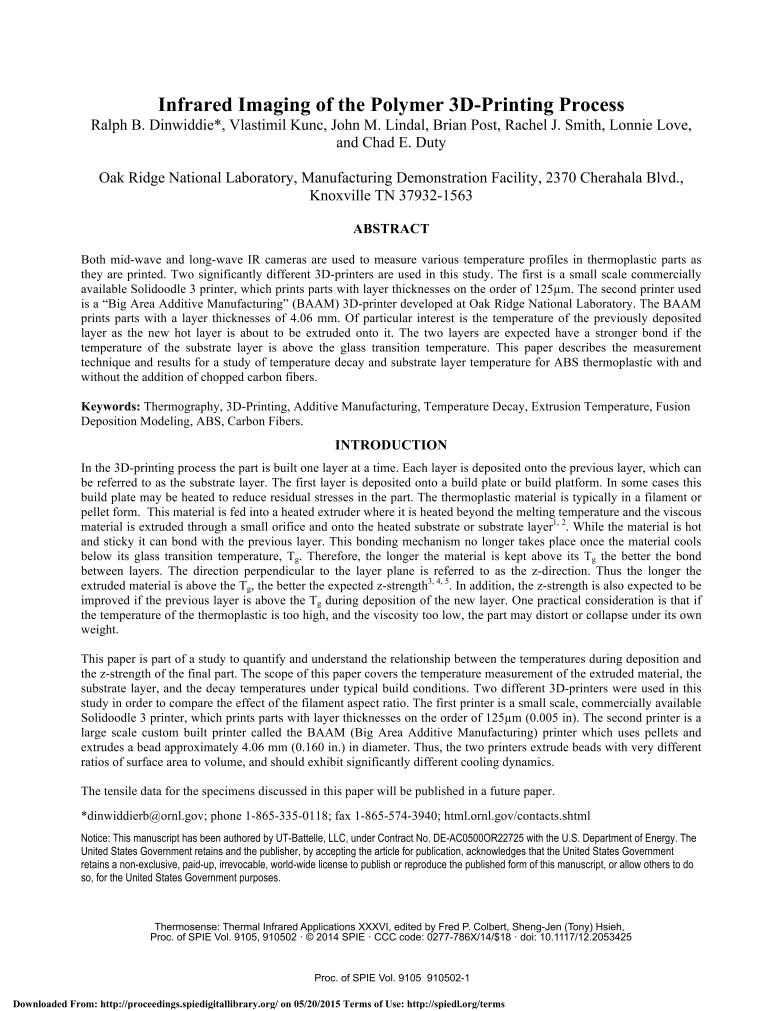 Infrared Imaging of the Polymer 3D-Printing Process
Ralph B. Dinwiddie*, Vlastimil Kunc, John M. Lindal, Brian Post, Rachel J. Smith, Lonnie Love,
and Chad E. Duty
Oak Ridge National Laboratory, Manufacturing Demonstration Facility, 2370 Cherahala Blvd.,
Knoxville TN 37932-1563
ABSTRACT
Both mid-wave and long-wave IR cameras are used to measure various temperature profiles in thermoplastic parts as
they are printed. Two significantly different 3D-printers are used in this study. The first is a small scale commercially
available Solidoodle 3 printer, which prints parts with layer thicknesses on the order of 125µm. The second printer used
is a “Big Area Additive Manufacturing” (BAAM) 3D-printer developed at Oak Ridge National Laboratory. The BAAM
prints parts with a layer thicknesses of 4.06 mm. Of particular interest is the temperature of the previously deposited
layer as the new hot layer is about to be extruded onto it. The two layers are expected have a stronger bond if the
temperature of the substrate layer is above the glass transition temperature. This paper describes the measurement
technique and results for a study of temperature decay and substrate layer temperature for ABS thermoplastic with and
without the addition of chopped carbon fibers.
Keywords: Thermography, 3D-Printing, Additive Manufacturing, Temperature Decay, Extrusion Temperature, Fusion
Deposition Modeling, ABS, Carbon Fibers.
INTRODUCTION
In the 3D-printing process the part is built one layer at a time. Each layer is deposited onto the previous layer, which can
be referred to as the substrate layer. The first layer is deposited onto a build plate or build platform. In some cases this
build plate may be heated to reduce residual stresses in the part. The thermoplastic material is typically in a filament or
pellet form. This material is fed into a heated extruder where it is heated beyond the melting temperature and the viscous
material is extruded through a small orifice and onto the heated substrate or substrate layer1, 2. While the material is hot
and sticky it can bond with the previous layer. This bonding mechanism no longer takes place once the material cools
below its glass transition temperature, Tg. Therefore, the longer the material is kept above its Tg the better the bond
between layers. The direction perpendicular to the layer plane is referred to as the z-direction. Thus the longer the
extruded material is above the Tg, the better the expected z-strength3, 4, 5. In addition, the z-strength is also expected to be
improved if the previous layer is above the Tg during deposition of the new layer. One practical consideration is that if
the temperature of the thermoplastic is too high, and the viscosity too low, the part may distort or collapse under its own
weight.
This paper is part of a study to quantify and understand the relationship between the temperatures during deposition and
the z-strength of the final part. The scope of this paper covers the temperature measurement of the extruded material, the
substrate layer, and the decay temperatures under typical build conditions. Two different 3D-printers were used in this
study in order to compare the effect of the filament aspect ratio. The first printer is a small scale, commercially available
Solidoodle 3 printer, which prints parts with layer thicknesses on the order of 125µm (0.005 in). The second printer is a
large scale custom built printer called the BAAM (Big Area Additive Manufacturing) printer which uses pellets and
extrudes a bead approximately 4.06 mm (0.160 in.) in diameter. Thus, the two printers extrude beads with very different
ratios of surface area to volume, and should exhibit significantly different cooling dynamics.
The tensile data for the specimens discussed in this paper will be published in a future paper.
*dinwiddierb@ornl.gov; phone 1-865-335-0118; fax 1-865-574-3940; html.ornl.gov/contacts.shtml
Notice: This manuscript has been authored by UT-Battelle, LLC, under Contract No. DE-AC0500OR22725 with the U.S. Department of Energy. The
United States Government retains and the publisher, by accepting the article for publication, acknowledges that the United States Government
retains a non-exclusive, paid-up, irrevocable, world-wide license to publish or reproduce the published form of this manuscript, or allow others to do
so, for the United States Government purposes.
Thermosense: Thermal Infrared Applications XXXVI, edited by Fred P. Colbert, Sheng-Jen (Tony) Hsieh,
Proc. of SPIE Vol. 9105, 910502 · © 2014 SPIE · CCC code: 0277-786X/14/$18 · doi: 10.1117/12.2053425
Proc. of SPIE Vol. 9105 910502-1
Downloaded From: http://proceedings.spiedigitallibrary.org/ on 05/20/2015 Terms of Use: http://spiedl.org/terms